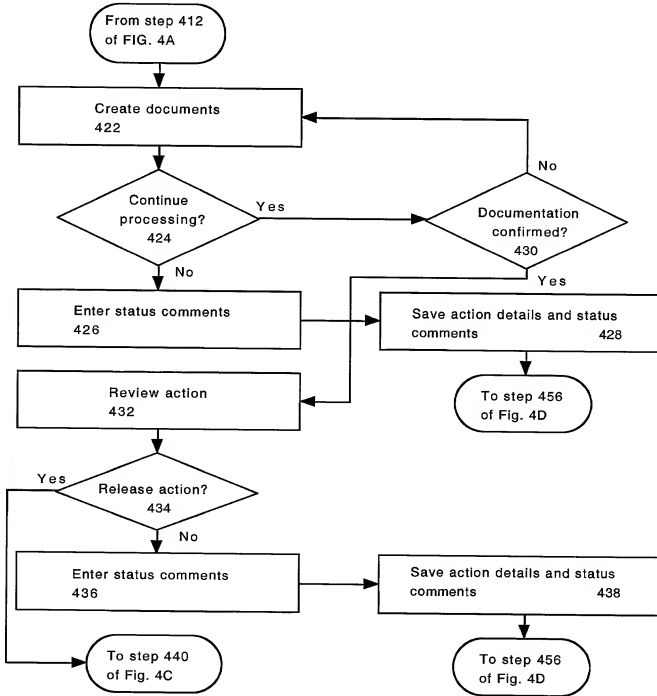 From step 412
of FIG. 4A
Create documents
422
Continue
processing?
424
Yes
No
Documentation
confirmed?
430
No
Yes
Enter status comments
426
Save action details and status
comments 428
To step 456
of Fig. 4D
Review action
432
Release action?
434
Yes
No
Enter status comments
436
Save action details and status
comments 438
To step 440
of Fig. 4C
To step 456
of Fig. 4D